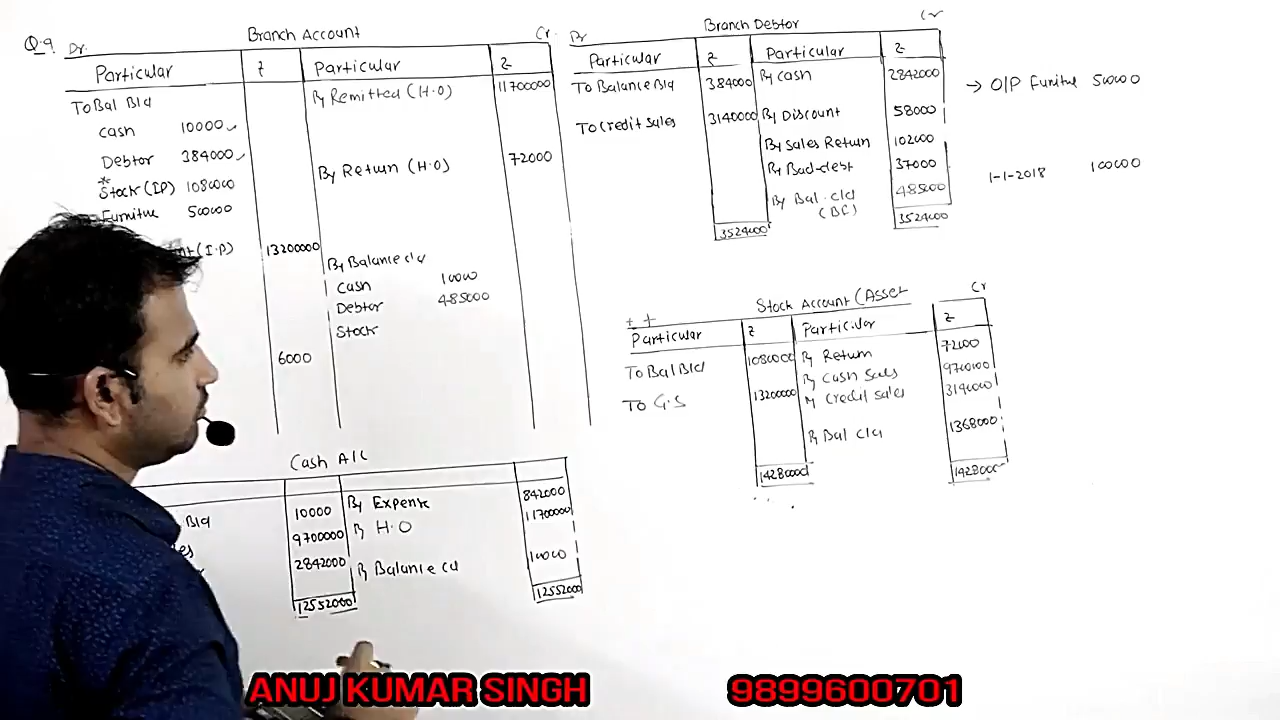 Q.9
Branch Account
Dr.
Cr.
Particular ₹ Particular ₹
To Bal B/d
Cash 10000
Debtor 384000
*Stock (IP) 1080000
Furnitue 500000
(I.P) 13200000
6000
By Remitted (H.O) 11700000
By Return (H.O) 72000
By Balance c/d
Cash 10000
Debtor 485000
Stock
Branch Debtor
Dr
Cr
Particular ₹ Particular ₹
To Balance B/d 384000 By Cash 2842000
To Credit Sales 3140000 By Discount 58000
By Sales Return 102000
By Bad-debt 37000
By Bal. c/d 485000
(BF)
3524000 3524000
→ O/P Funitue 500000
1-1-2018 100000
Stock Account (Asset
Cr
Particular ₹ Particular ₹
To Bal B/d 1080000 By Return 72000
By Cash Sales 9700000
To G.S 13200000 By Credit Sales 3140000
By Bal c/d 1368000
14280000 14280000
Cash A/C
B/d 10000 By Expense 842000
9700000 By H.O 11700000
2842000 By Balance c/d 10000
12552000 12552000
ANUJ KUMAR SINGH 9899600701